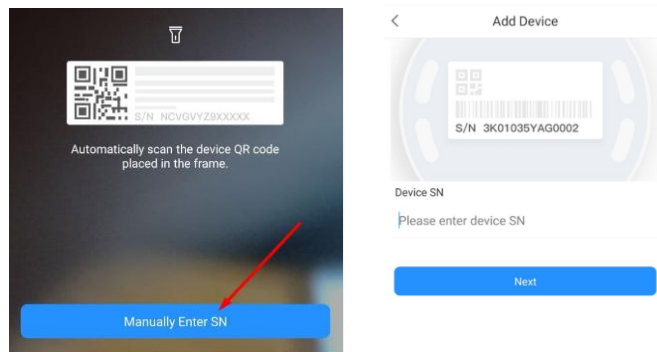 S/N NCVGVYZ9XXXXX
Automatically scan the device QR code
placed in the frame.
Manually Enter SN
Add Device
S/N 3K01035YAG0002
Device SN
Please enter device SN
Next